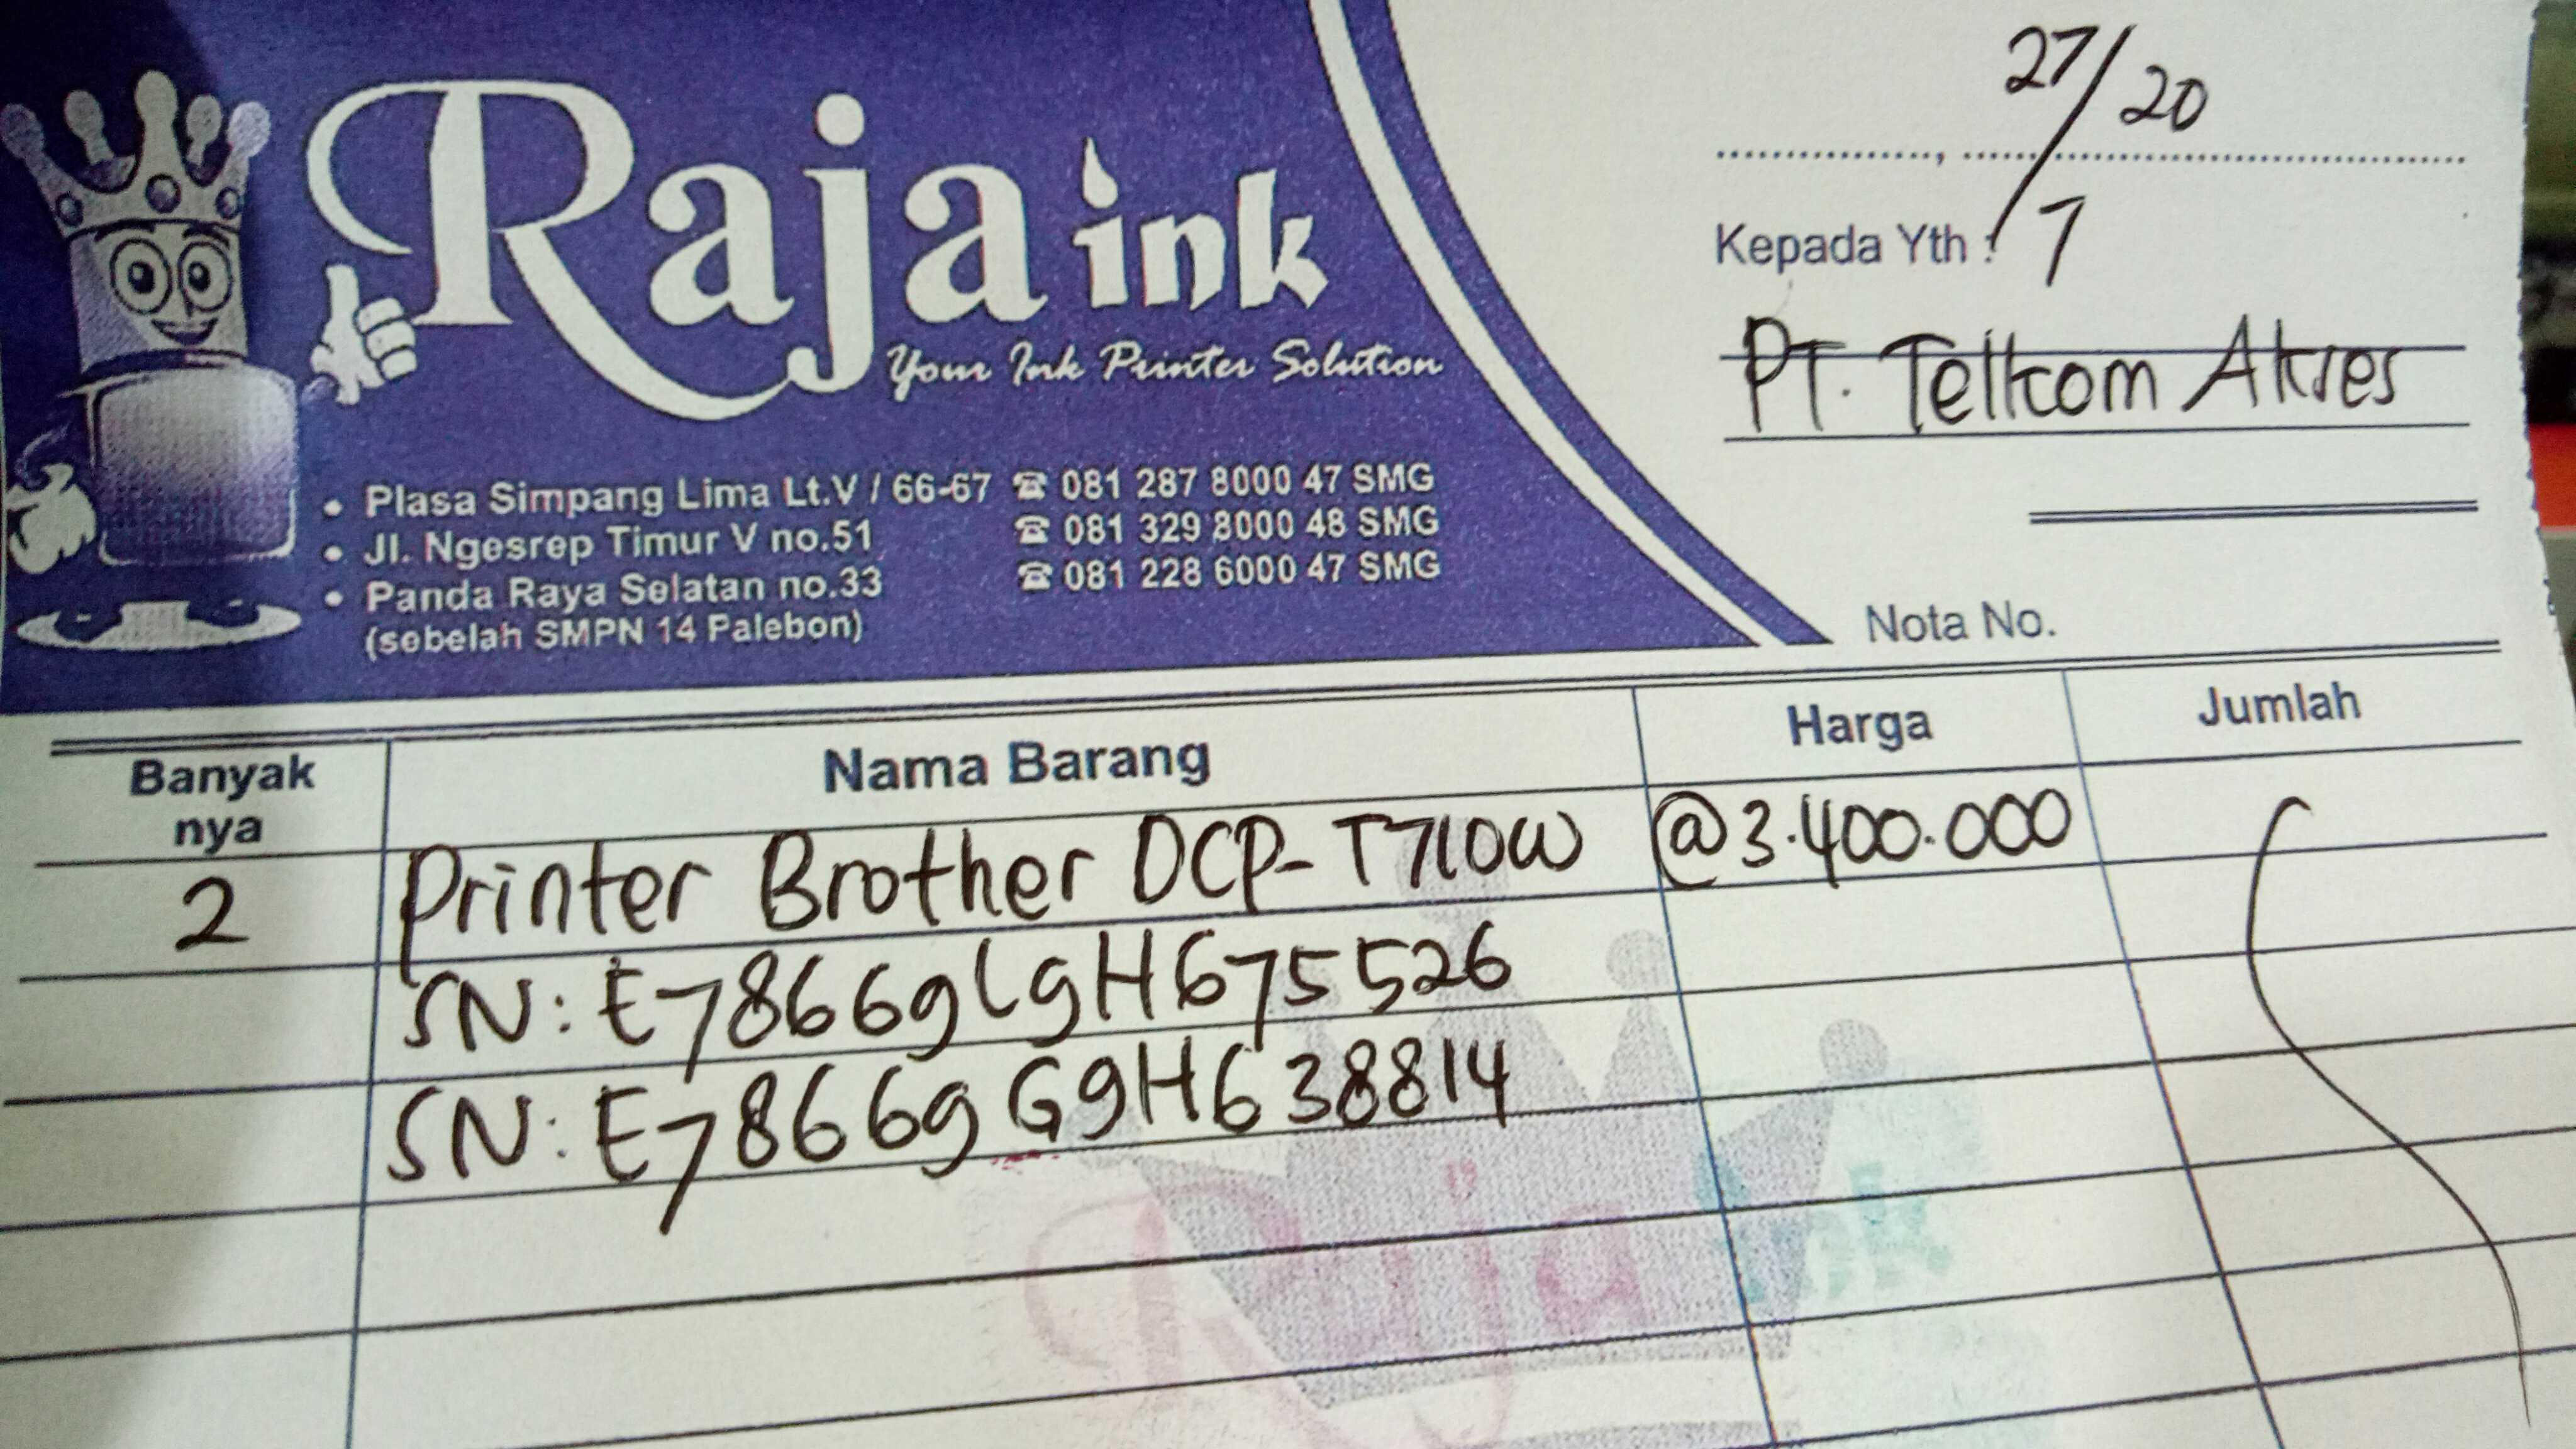 Raja ink
Your Ink Printer Solution
• Plasa Simpang Lima Lt.V / 66-67 ☎ 081 287 8000 47 SMG
• Jl. Ngesrep Timur V no.51 ☎ 081 329 8000 48 SMG
• Panda Raya Selatan no.33 ☎ 081 228 6000 47 SMG
(sebelah SMPN 14 Palebon)
27/7 20
Kepada Yth :
PT. Telkom Akses
Nota No.
Banyak nya Nama Barang Harga Jumlah
2 Printer Brother DCP-T710W @3.400.000
SN: E78669L9H675526
SN: E78669G9H638814
Raja ink